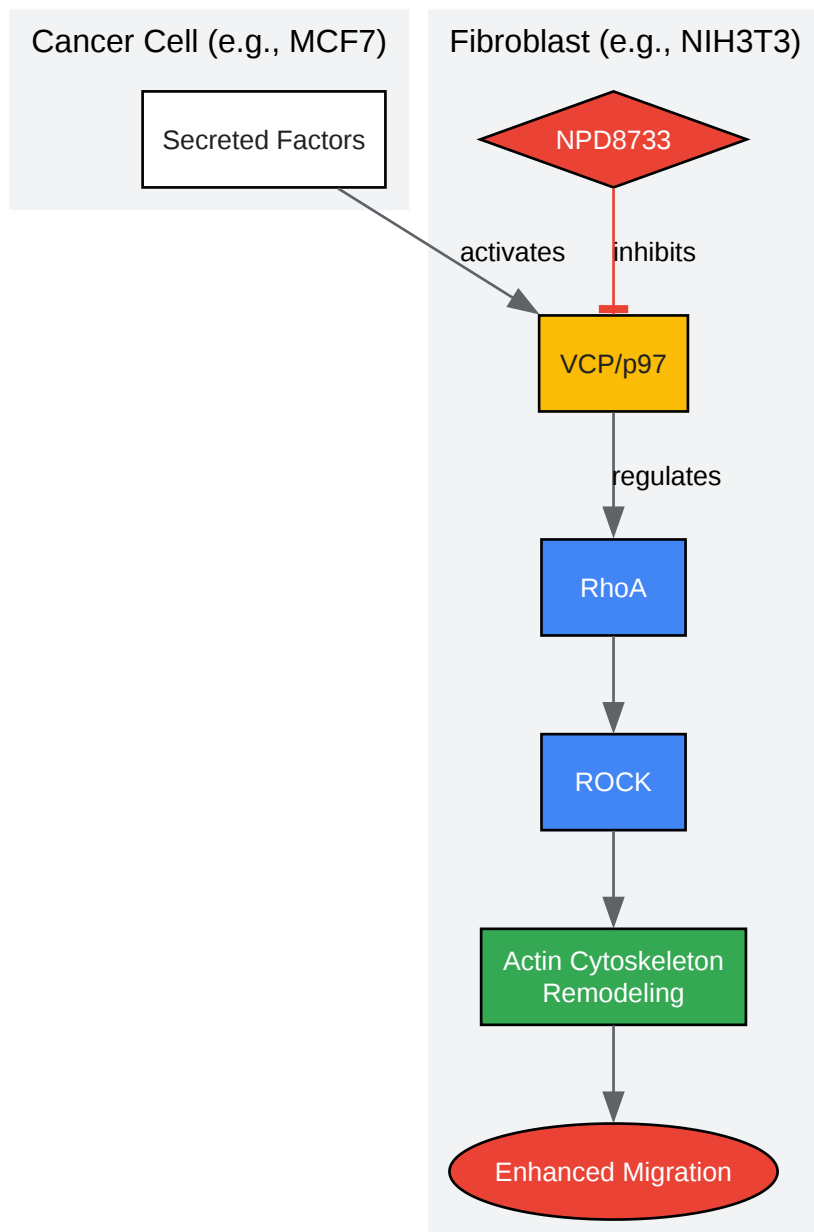 Cancer Cell (e.g., MCF7)
Fibroblast (e.g., NIH3T3)
Secreted Factors
NPD8733
activates
inhibits
VCP/p97
regulates
RhoA
ROCK
Actin Cytoskeleton
Remodeling
Enhanced Migration